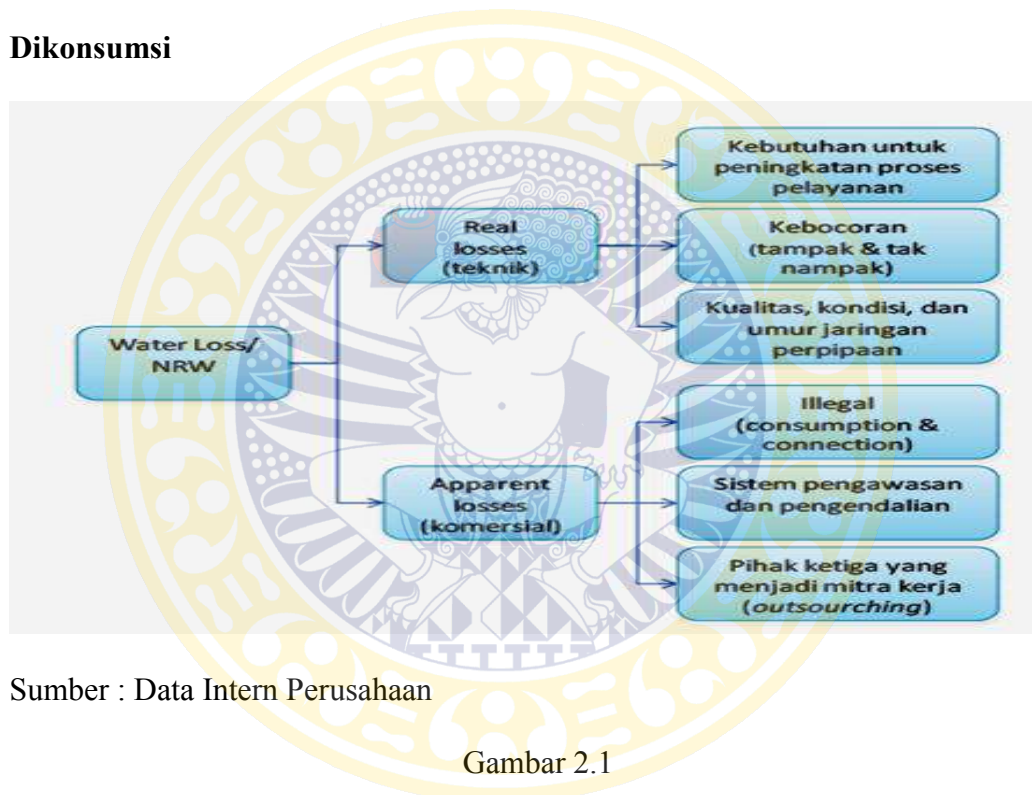 Dikonsumsi
Kebutuhan untuk
peningkatan proses
pelayanan
Real
losses
(teknik)
Kebocoran
(tampak & tak
nampak)
Kualitas, kondisi, dan
umur jaringan
perpipaan
Water Loss/
NRW
Illegal
(consumption &
connection)
Apparent
losses
(komersial)
Sistem pengawasan
dan pengendalian
Pihak ketiga yang
menjadi mitra kerja
(outsourching)
Sumber : Data Intern Perusahaan
Gambar 2.1